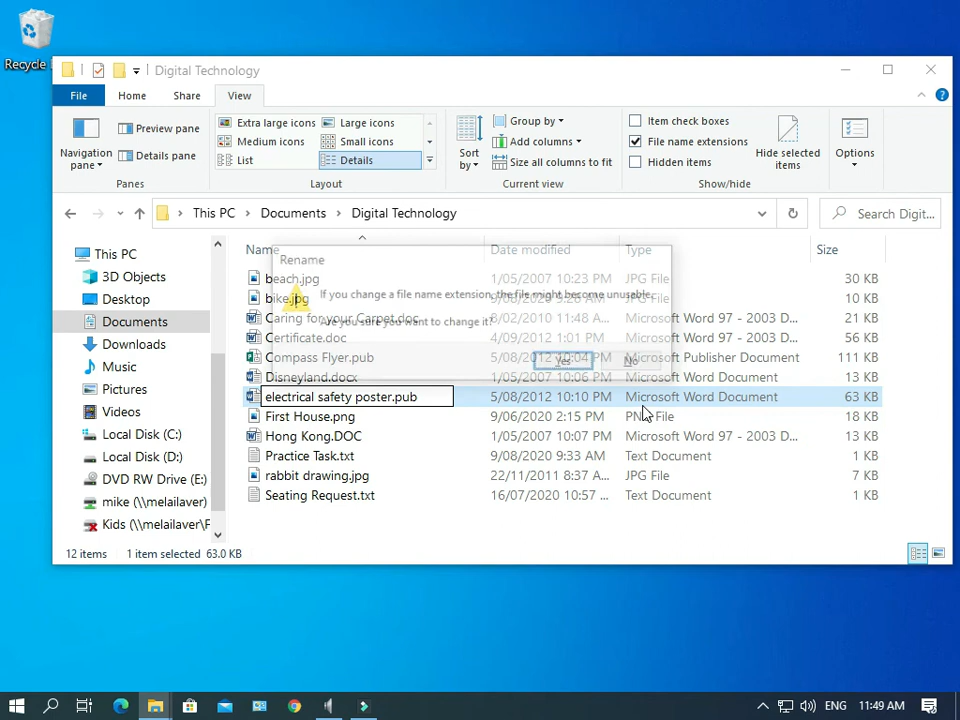 Recycle
Digital Technology
File Home Share View
Navigation pane
Preview pane
Details pane
Panes
Extra large icons Large icons
Medium icons Small icons
List Details
Layout
Sort by
Group by
Add columns
Size all columns to fit
Current view
Item check boxes
File name extensions
Hidden items
Hide selected items
Show/hide
Options
This PC > Documents > Digital Technology
Search Digit...
This PC
3D Objects
Desktop
Documents
Downloads
Music
Pictures
Videos
Local Disk (C:)
Local Disk (D:)
DVD RW Drive (E:)
mike (\\melailaver)
Kids (\\melailaver\F
Name Date modified Type Size
beach.jpg 1/05/2007 10:23 PM JPG File 30 KB
bike.jpg 9:26 AM JPG File 10 KB
Caring for your Carpet.doc 8/02/2010 11:48 A... Microsoft Word 97 - 2003 D... 21 KB
Certificate.doc 4/09/2012 1:01 PM Microsoft Word 97 - 2003 D... 56 KB
Compass Flyer.pub 5/08/2012 10:04 PM Microsoft Publisher Document 111 KB
Disneyland.docx 1/05/2007 10:06 PM Microsoft Word Document 13 KB
electrical safety poster.pub 5/08/2012 10:10 PM Microsoft Word Document 63 KB
First House.png 9/06/2020 2:15 PM PNG File 18 KB
Hong Kong.DOC 1/05/2007 10:07 PM Microsoft Word 97 - 2003 D... 13 KB
Practice Task.txt 9/08/2020 9:33 AM Text Document 1 KB
rabbit drawing.jpg 22/11/2011 8:37 A... JPG File 7 KB
Seating Request.txt 16/07/2020 10:57 ... Text Document 1 KB
Rename
If you change a file name extension, the file might become unusable.
Are you sure you want to change it?
Yes No
12 items 1 item selected 63.0 KB
ENG 11:49 AM